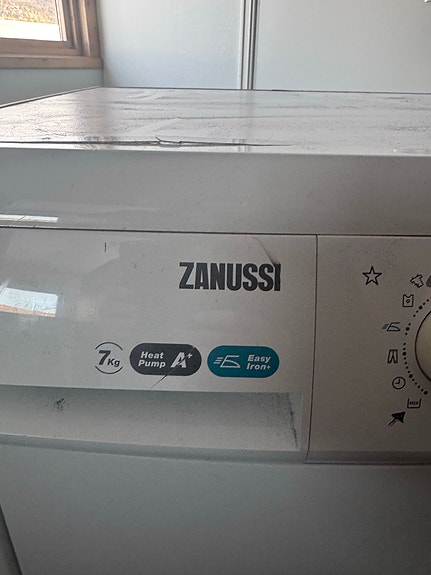 ZANUSSI
7Kg
Heat
Pump
A+
Easy
Iron+